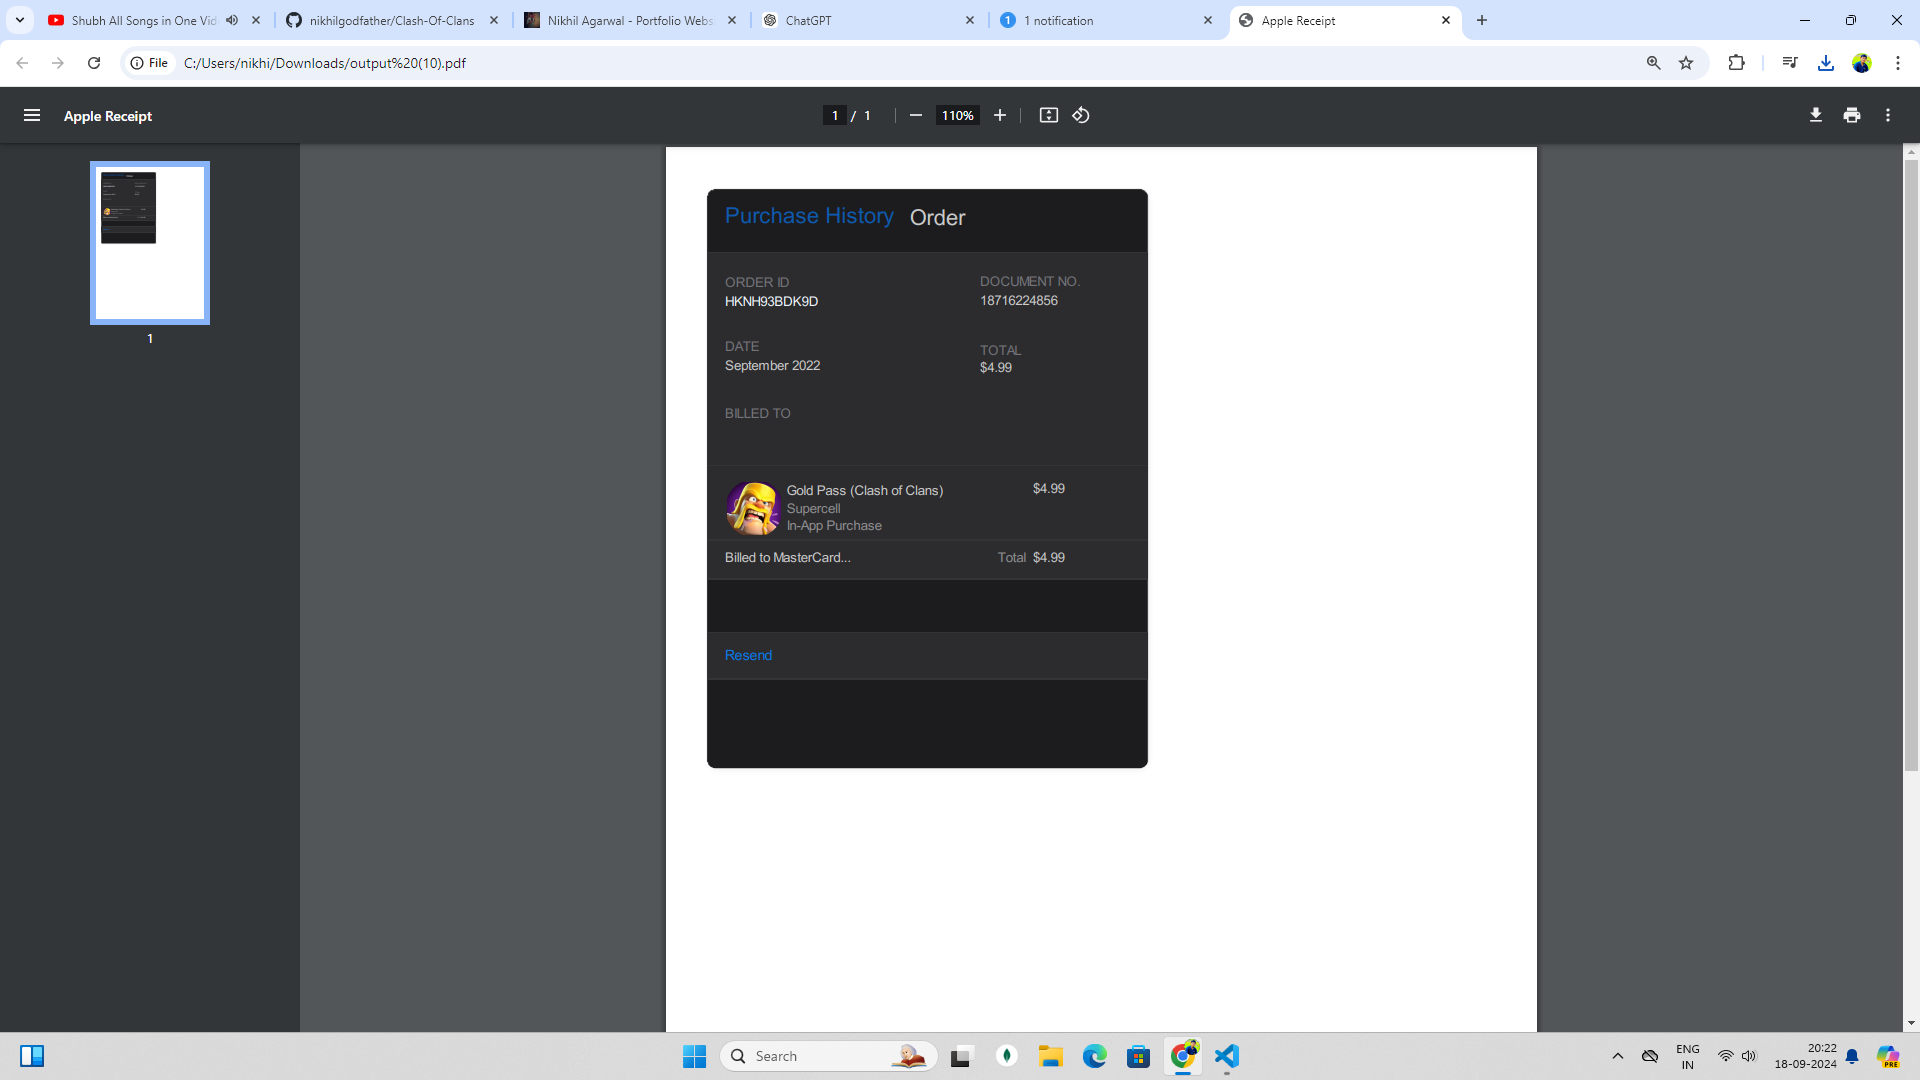 Shubh All Songs in One Vid
nikhilgodfather/Clash-Of-Clans
Nikhil Agarwal - Portfolio Webs
ChatGPT
1
1 notification
Apple Receipt
File
C:/Users/nikhi/Downloads/output%20(10).pdf
Apple Receipt
1 / 1
110%
1
Purchase History Order
ORDER ID
DOCUMENT NO.
HKNH93BDK9D
18716224856
DATE
TOTAL
September 2022
$4.99
BILLED TO
Gold Pass (Clash of Clans)
$4.99
Supercell
In-App Purchase
Billed to MasterCard...
Total $4.99
Resend
Search
ENG
IN
20:22
18-09-2024
PRE